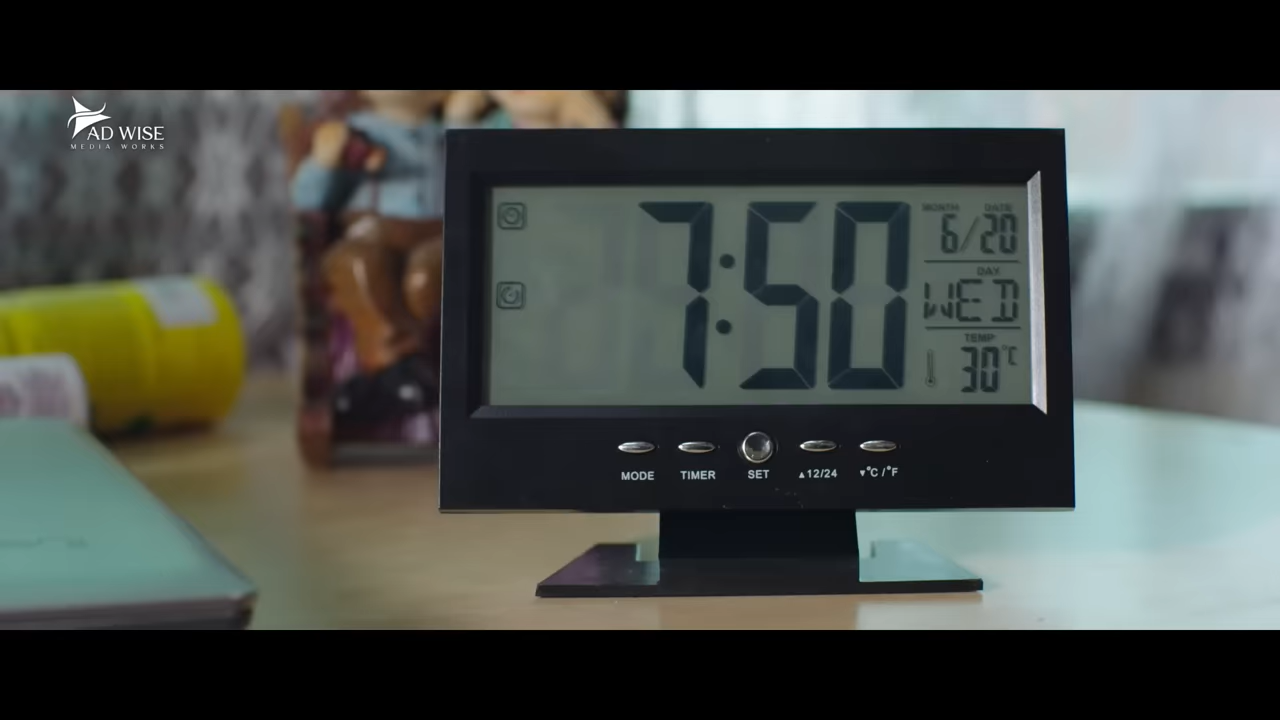 AD WISE
MEDIA WORKS
7:50
MONTH DATE
6/20
DAY
WED
TEMP
30°C
MODE TIMER SET ▲12/24 ▼°C/°F